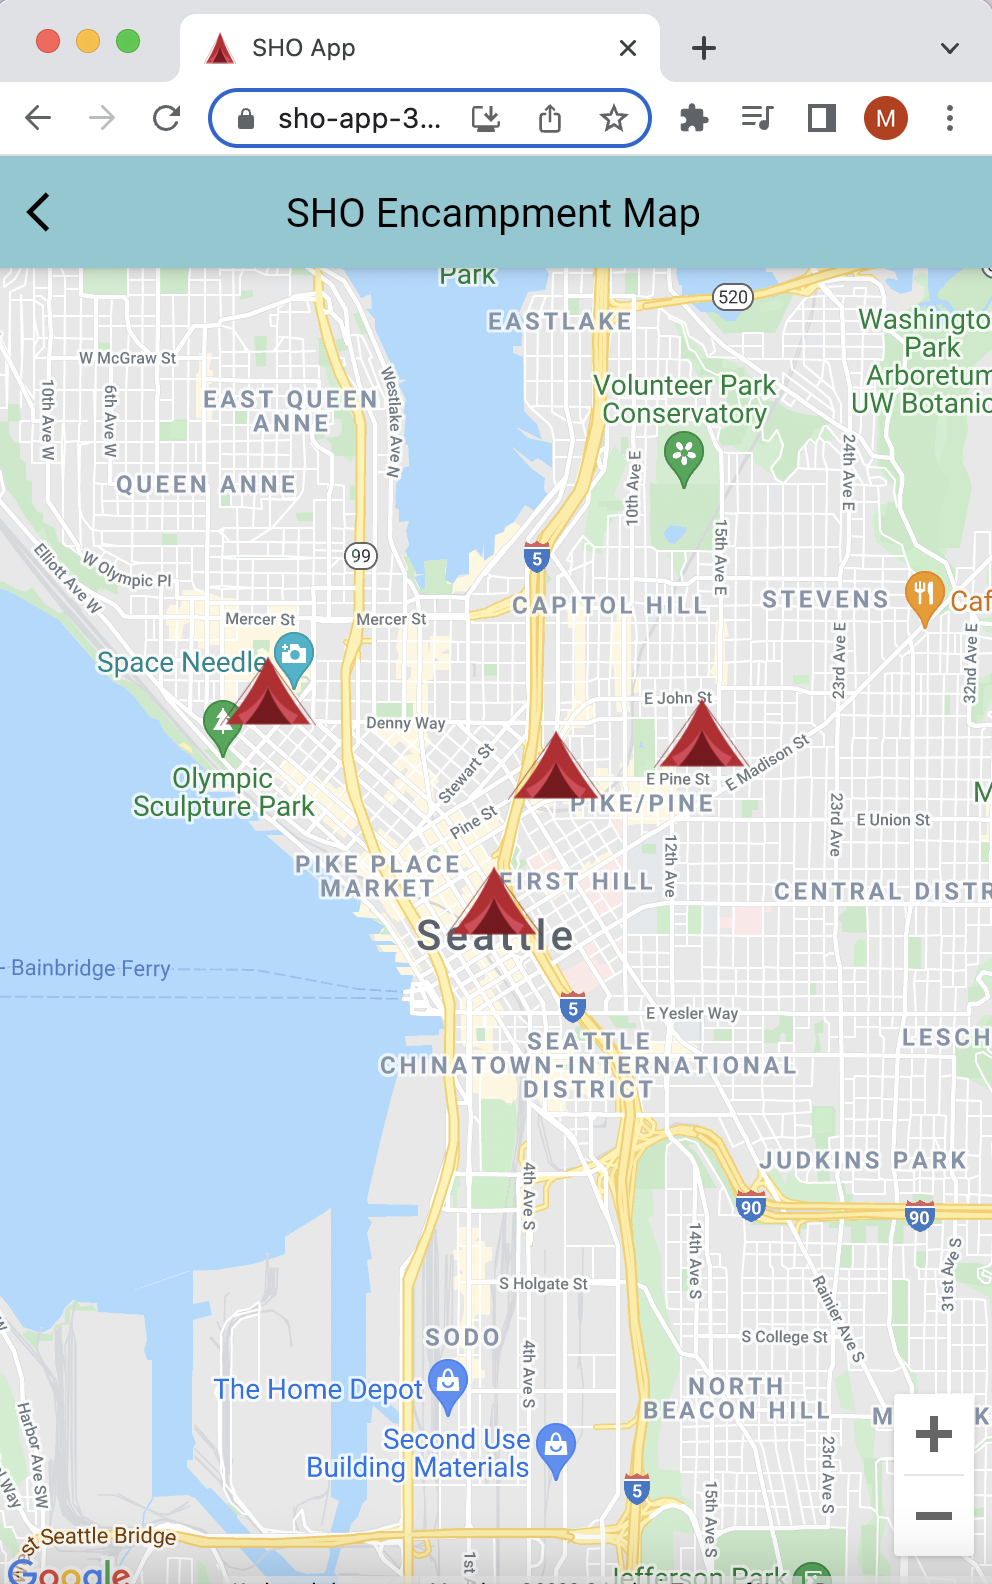 SHO App
sho-app-3...
M
SHO Encampment Map
Park
520
EASTLAKE
Washingto
Park
Arboretum
UW Botanic
W McGraw St
10th Ave W
6th Ave W
Westlake Ave N
EAST QUEEN
ANNE
Volunteer Park
Conservatory
QUEEN ANNE
10th Ave E
24th Ave E
15th Ave E
99
5
Elliott Ave W
W Olympic Pl
Mercer St
Mercer St
CAPITOL HILL
STEVENS
Caf
23rd Ave E
32nd Ave E
Space Needle
E John St
Denny Way
Stewart St
E Madison St
Olympic
Sculpture Park
E Pine St
PIKE/PINE
M
Pine St
23rd Ave
E Union St
12th Ave
PIKE PLACE
MARKET
FIRST HILL
CENTRAL DISTR
Seattle
- Bainbridge Ferry
5
E Yesler Way
SEATTLE
CHINATOWN-INTERNATIONAL
DISTRICT
LESCH
JUDKINS PARK
4th Ave S
90
90
14th Ave S
31st Ave S
S Holgate St
Rainier Ave S
SODO
S College St
4th Ave S
The Home Depot
NORTH
BEACON HILL
M
K
Harbor Ave SW
Second Use
Building Materials
23rd Ave S
15th Ave S
5
st Seattle Bridge
1st A
Google
Jefferson Park